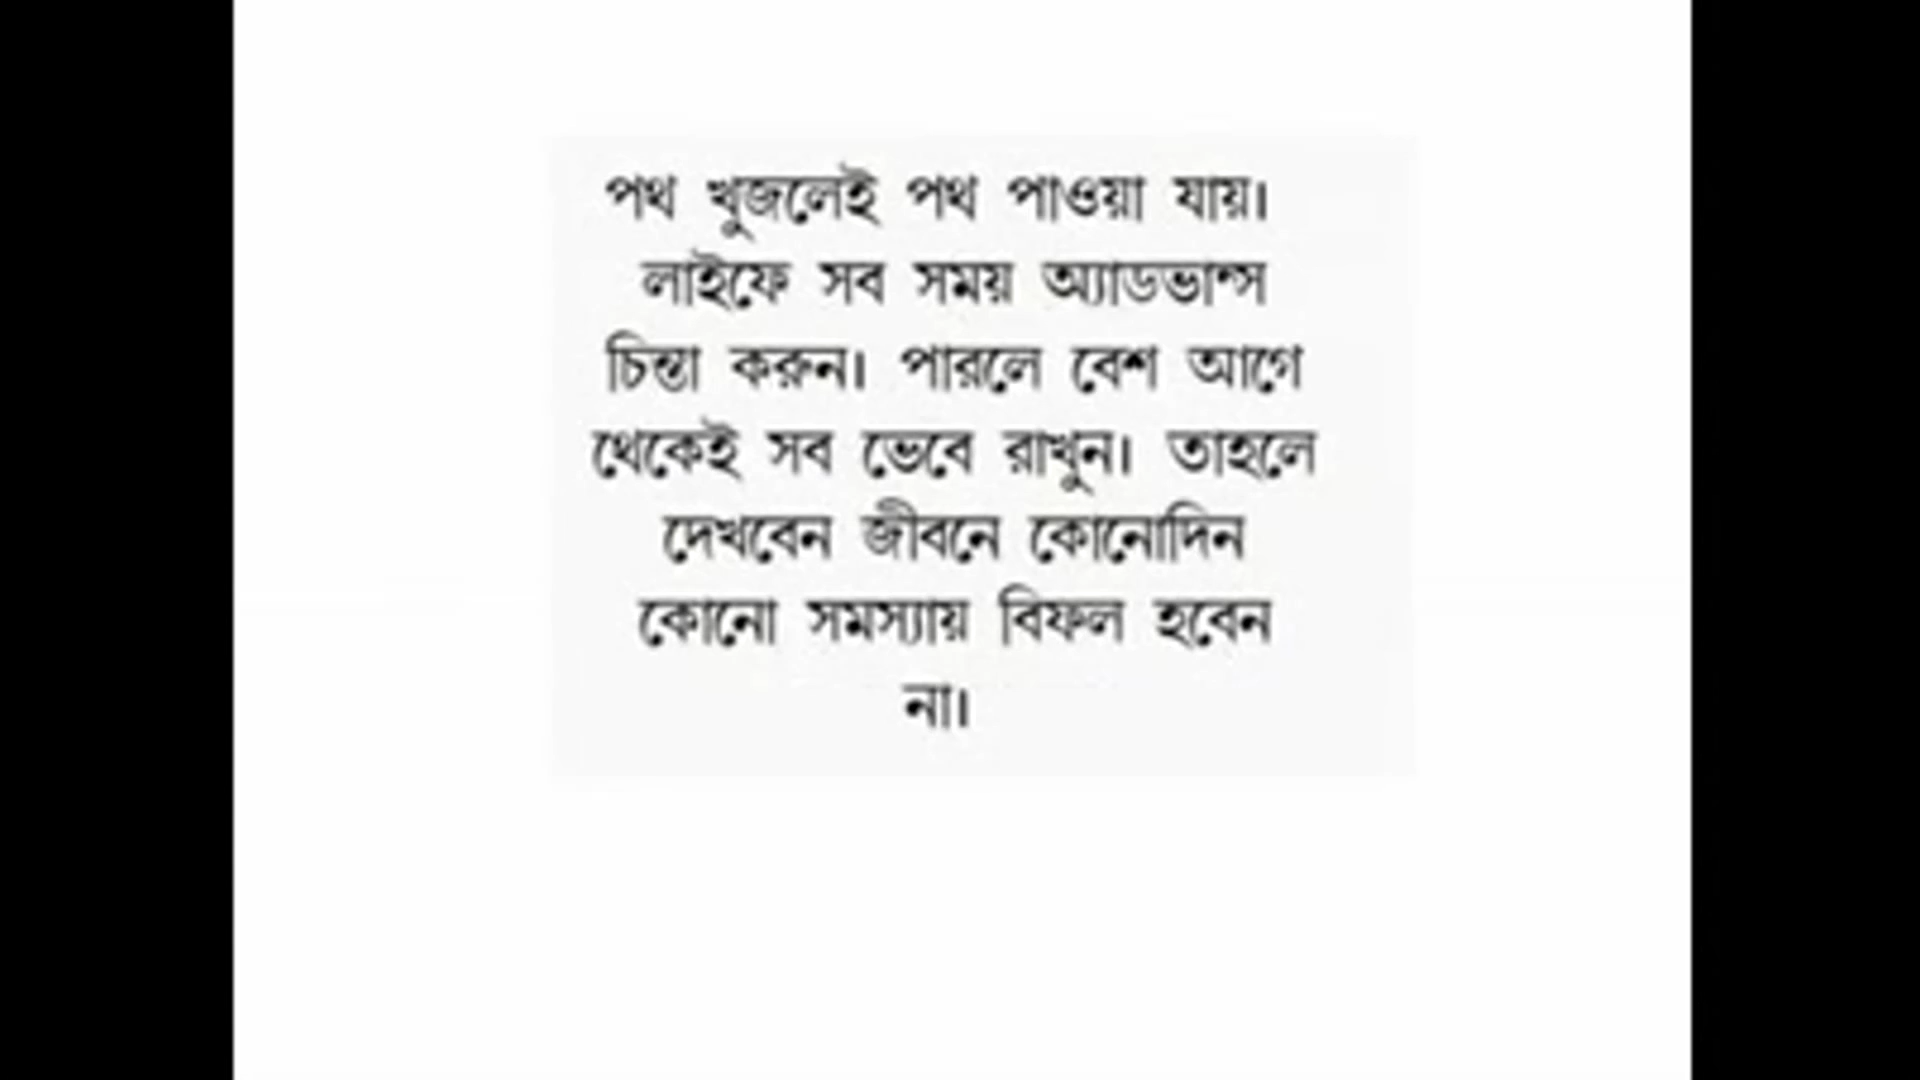 পথ খুজলেই পথ পাওয়া যায়।
লাইফে সব সময় অ্যাডভান্স
চিন্তা করুন। পারলে বেশ আগে
থেকেই সব ভেবে রাখুন। তাহলে
দেখবেন জীবনে কোনোদিন
কোনো সমস্যায় বিফল হবেন
না।